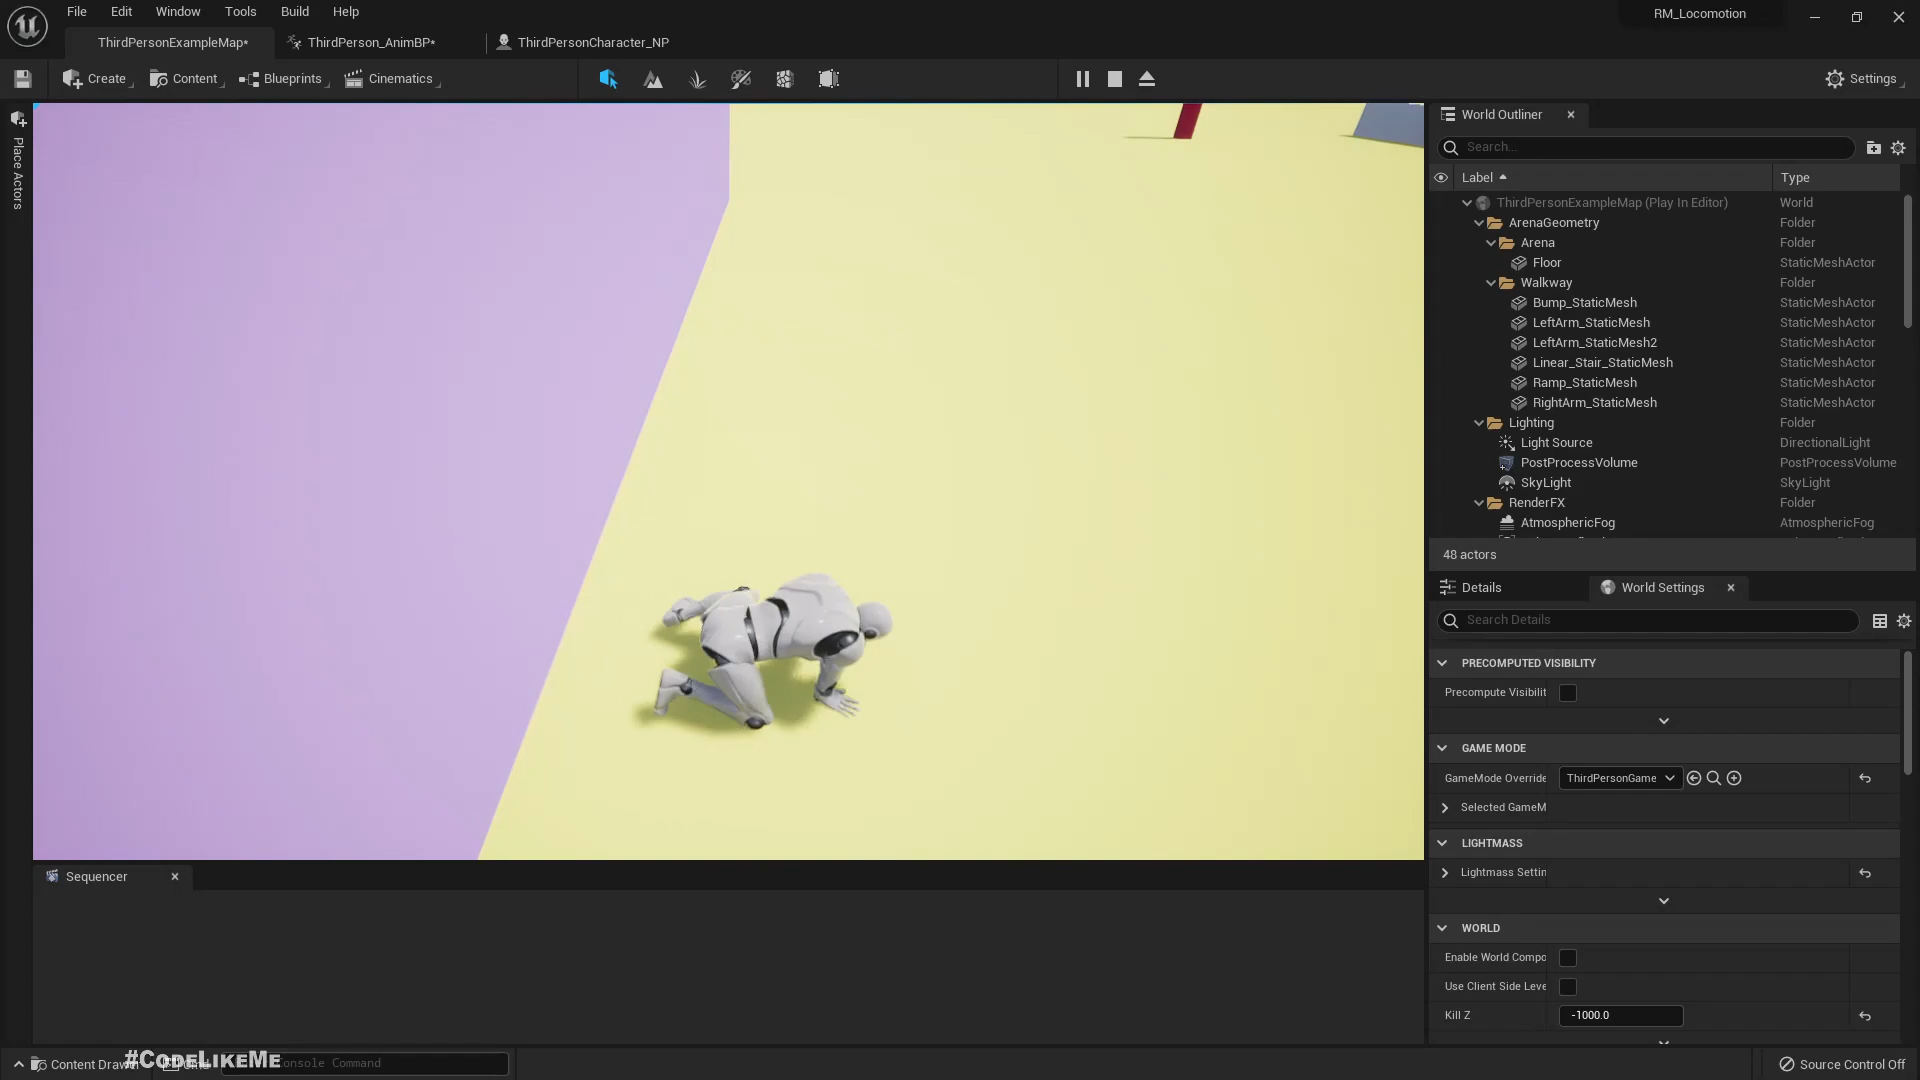 File Edit Window Tools Build Help
RM_Locomotion
ThirdPersonExampleMap*
ThirdPerson_AnimBP*
ThirdPersonCharacter_NP
Create
Content
Blueprints
Cinematics
Settings
Place Actors
World Outliner
Search...
Label Type
ThirdPersonExampleMap (Play In Editor) World
ArenaGeometry Folder
Arena Folder
Floor StaticMeshActor
Walkway Folder
Bump_StaticMesh StaticMeshActor
LeftArm_StaticMesh StaticMeshActor
LeftArm_StaticMesh2 StaticMeshActor
Linear_Stair_StaticMesh StaticMeshActor
Ramp_StaticMesh StaticMeshActor
RightArm_StaticMesh StaticMeshActor
Lighting Folder
Light Source DirectionalLight
PostProcessVolume PostProcessVolume
SkyLight SkyLight
RenderFX Folder
AtmosphericFog AtmosphericFog
48 actors
Details
World Settings
Search Details
PRECOMPUTED VISIBILITY
Precompute Visibilit
GAME MODE
GameMode Override ThirdPersonGame
Selected GameM
LIGHTMASS
Lightmass Settin
WORLD
Enable World Compo
Use Client Side Leve
Kill Z -1000.0
Sequencer
Content Drawer
#CodeLikeMe
Console Command
Source Control Off